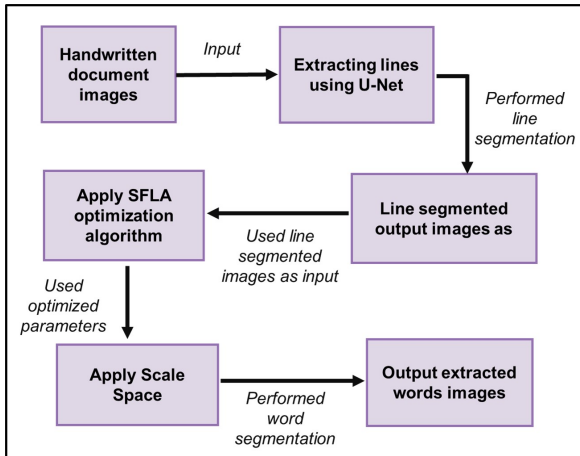 Handwritten
document
images
Input
Extracting lines
using U-Net
Performed
line
segmentation
Line segmented
output images as
Used line
segmented
images as input
Apply SFLA
optimization
algorithm
Used
optimized
parameters
Apply Scale
Space
Performed
word
segmentation
Output extracted
words images